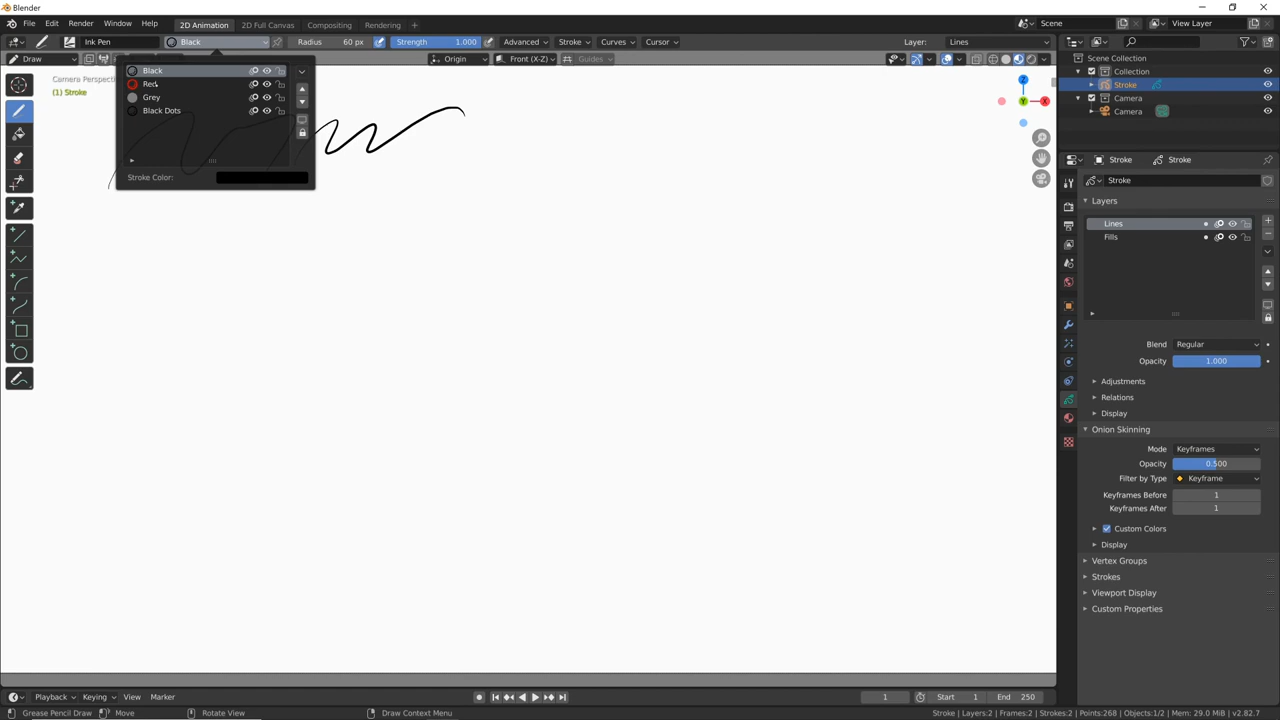 Blender
File Edit Render Window Help 2D Animation 2D Full Canvas Compositing Rendering Scene View Layer
Ink Pen Black Radius 60 px Strength 1.000 Advanced Stroke Curves Cursor Layer: Lines
Draw Origin Front (X-Z) Guides
Camera Perspe
(1) Stroke
Black
Red
Grey
Black Dots
Stroke Color:
Scene Collection
Collection
Stroke
Camera
Camera
Stroke Stroke
Stroke
Layers
Lines
Fills
Blend Regular
Opacity 1.000
Adjustments
Relations
Display
Onion Skinning
Mode Keyframes
Opacity 0.500
Filter by Type Keyframe
Keyframes Before 1
Keyframes After 1
Custom Colors
Display
Vertex Groups
Strokes
Viewport Display
Custom Properties
Playback Keying View Marker 1 Start 1 End 250
Grease Pencil Draw Move Rotate View Draw Context Menu Stroke | Layers:2 | Frames:2 | Strokes:2 | Points:268 | Objects:1/2 | Mem: 29.0 MiB | v2.82.7